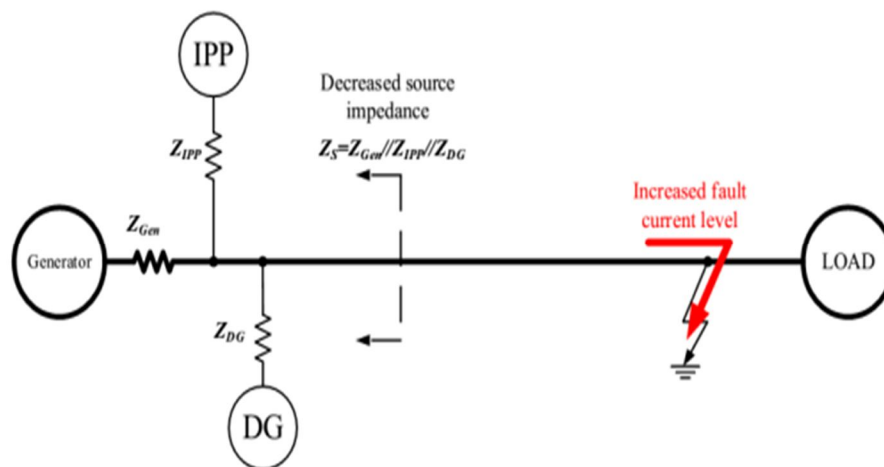 IPP
Decreased source
impedance
Z_IPP
Z_S=Z_Gen//Z_IPP//Z_DG
Increased fault
current level
Z_Gen
Generator
LOAD
Z_DG
DG